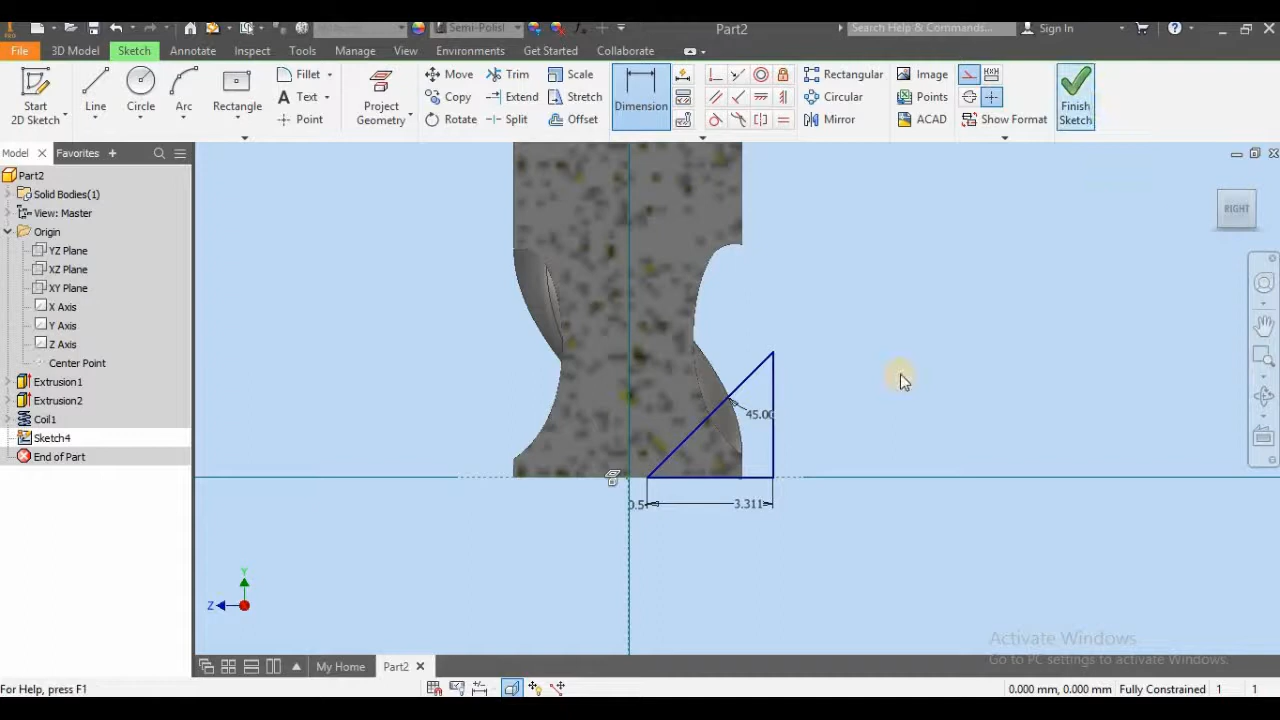 Semi-Polisl
Part2
Search Help & Commands...
Sign In
File
3D Model
Sketch
Annotate
Inspect
Tools
Manage
View
Environments
Get Started
Collaborate
Start
2D Sketch
Line
Circle
Arc
Rectangle
Fillet
Text
Point
Project
Geometry
Move
Copy
Rotate
Trim
Extend
Split
Scale
Stretch
Offset
Dimension
Rectangular
Circular
Mirror
Image
Points
ACAD
Show Format
Finish
Sketch
Model
Favorites
Part2
Solid Bodies(1)
View: Master
Origin
YZ Plane
XZ Plane
XY Plane
X Axis
Y Axis
Z Axis
Center Point
Extrusion1
Extrusion2
Coil1
Sketch4
End of Part
RIGHT
45.00
0.5
3.311
Y
Z
Activate Windows
Go to PC settings to activate Windows.
My Home
Part2
For Help, press F1
0.000 mm, 0.000 mm
Fully Constrained
1
1